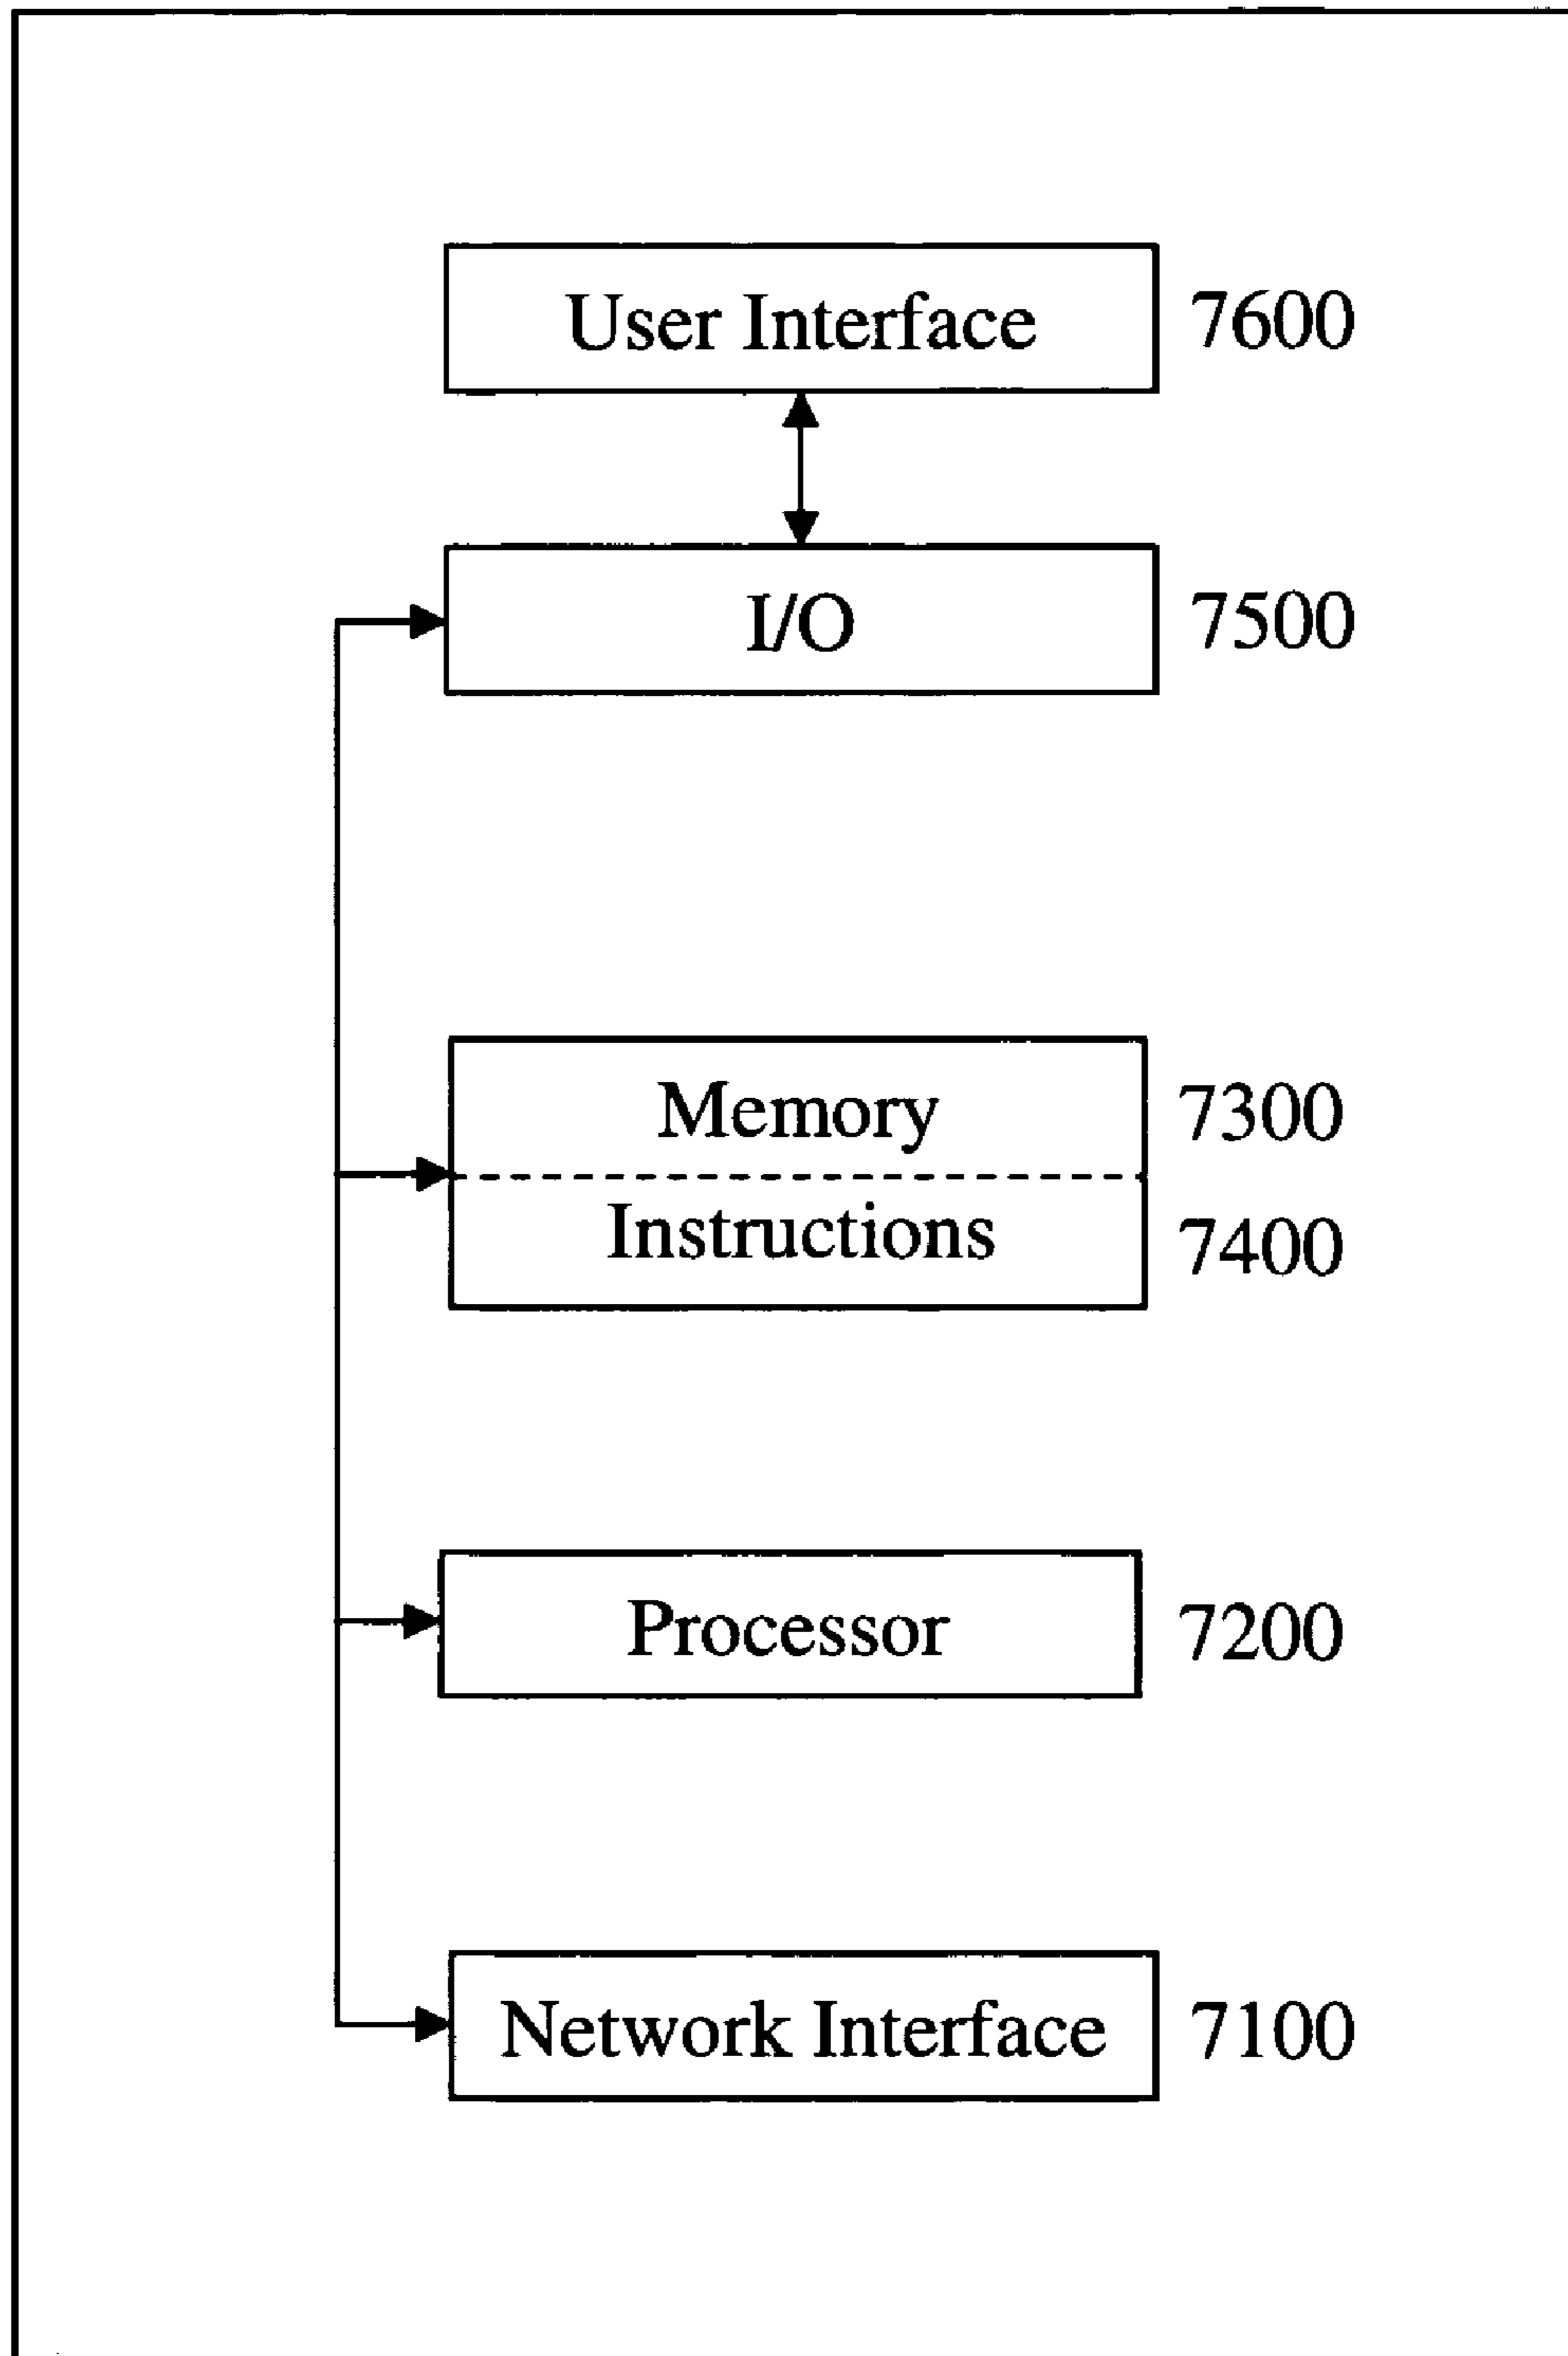 User Interface 7600
I/O 7500
Memory 7300
Instructions 7400
Processor 7200
Network Interface 7100